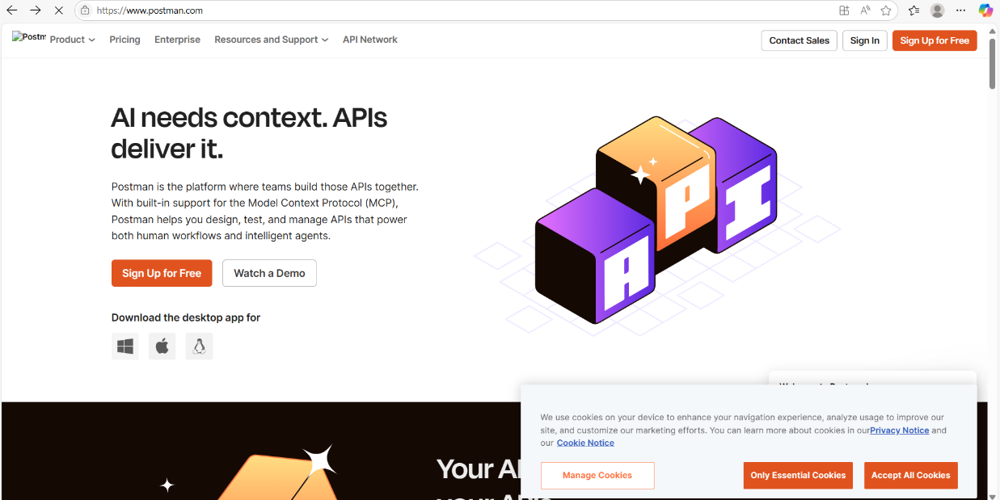 https://www.postman.com
Postm
Product
Pricing
Enterprise
Resources and Support
API Network
Contact Sales
Sign In
Sign Up for Free
AI needs context. APIs
deliver it.
Postman is the platform where teams build those APIs together.
With built-in support for the Model Context Protocol (MCP),
Postman helps you design, test, and manage APIs that power
both human workflows and intelligent agents.
Sign Up for Free
Watch a Demo
Download the desktop app for
API
We use cookies on your device to enhance your navigation experience, analyze usage to improve our
site, and customize our marketing efforts. You can learn more about cookies in ourPrivacy Notice and
our Cookie Notice
Manage Cookies
Only Essential Cookies
Accept All Cookies
Your